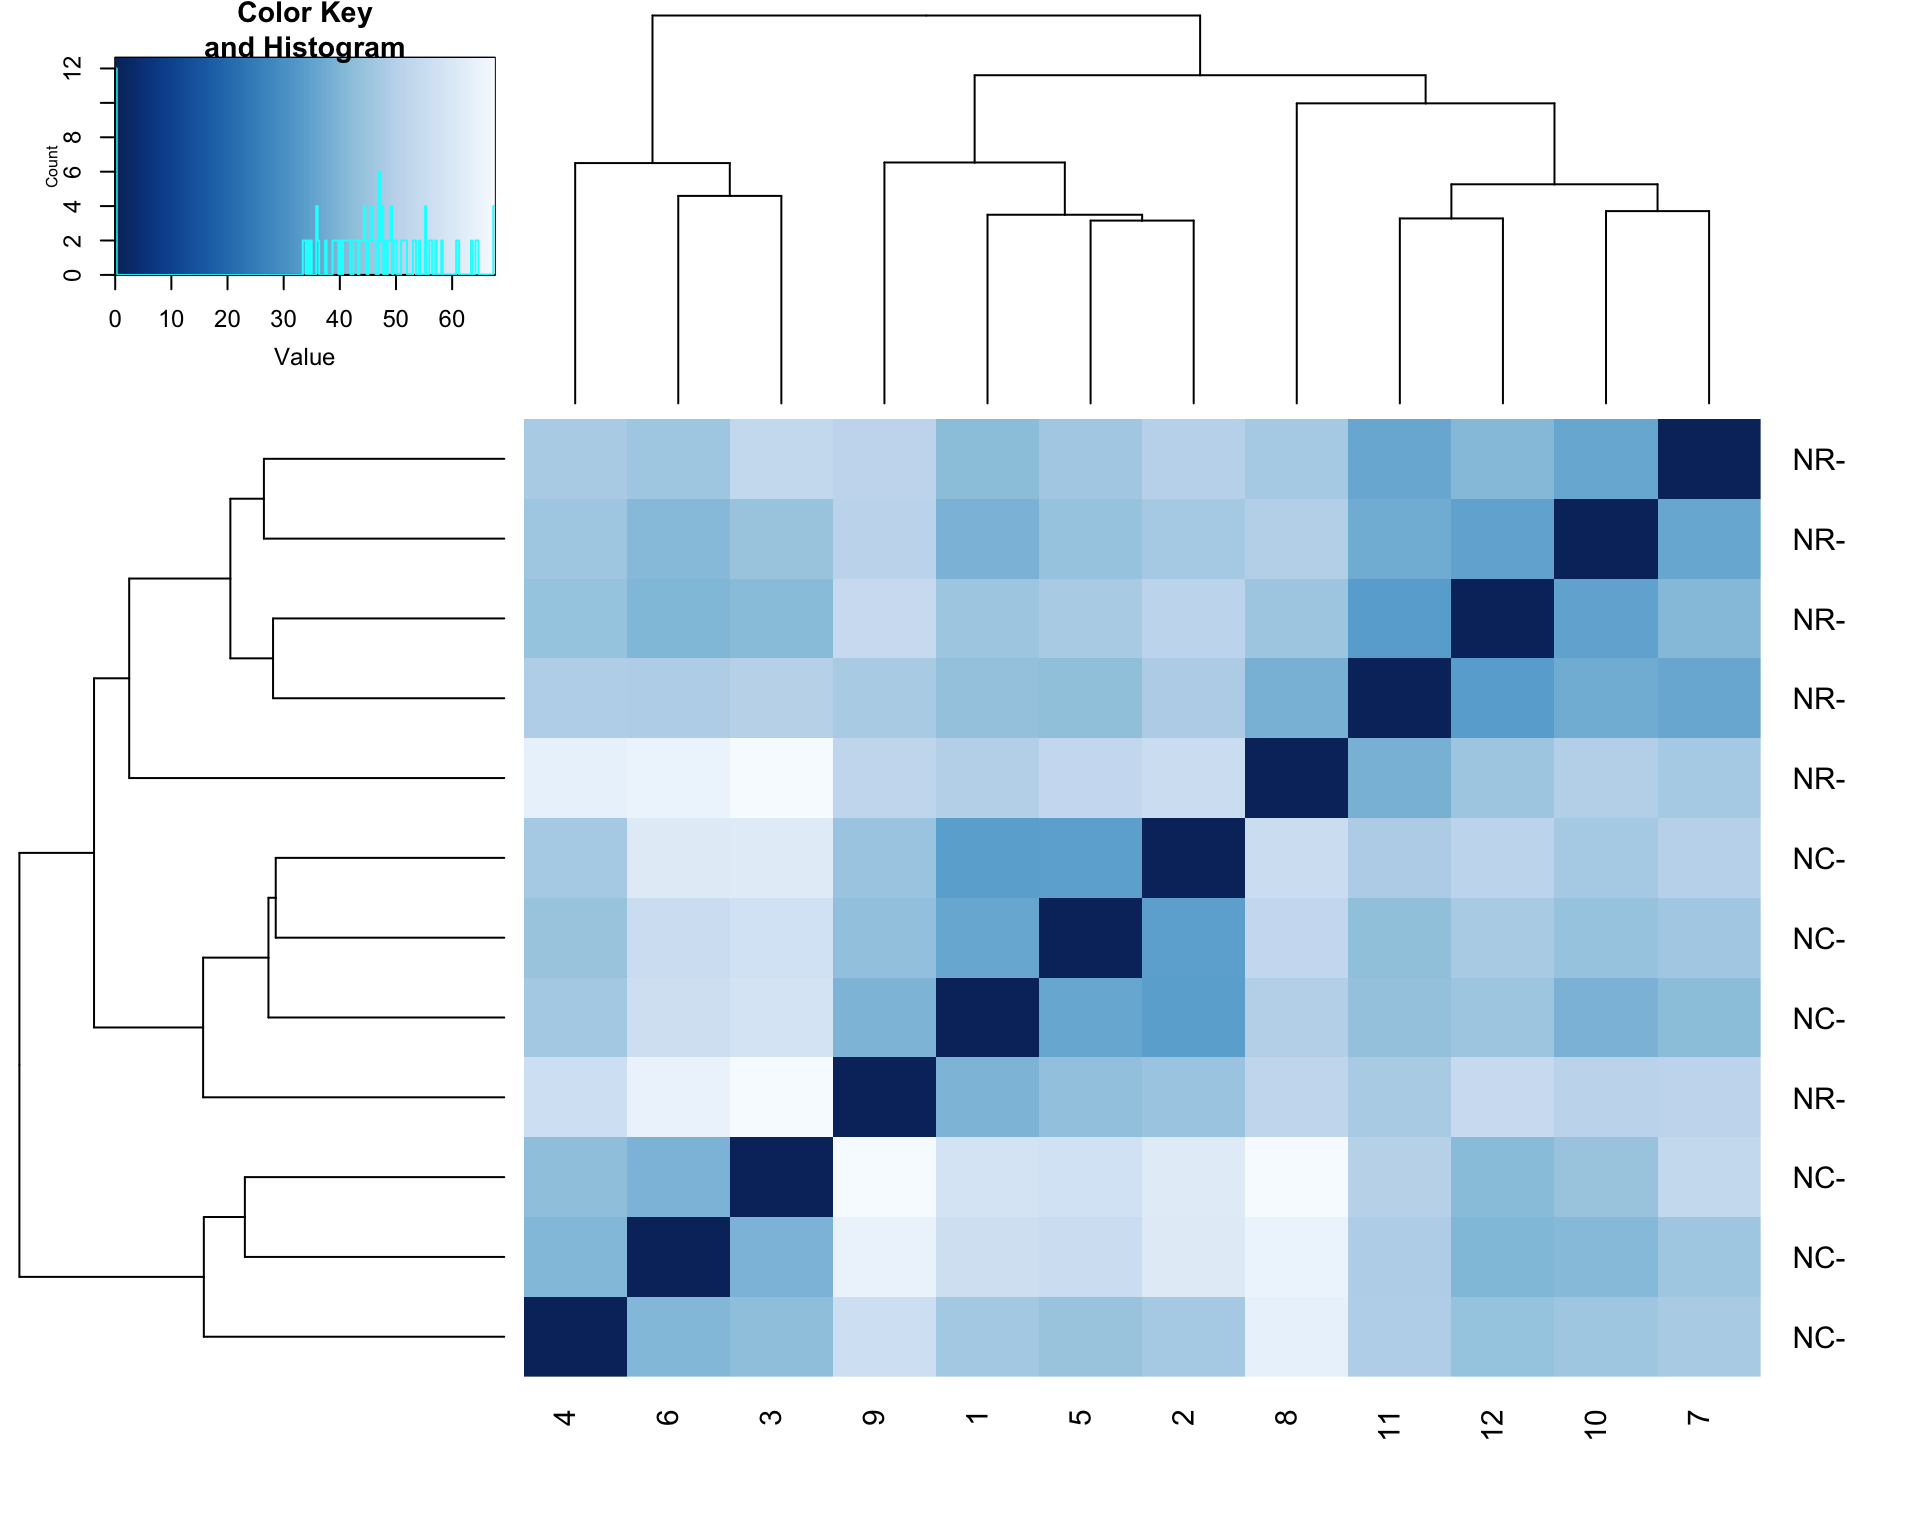 Color Key
and Histogram
Count
0 2 4 6 8 12
0 10 20 30 40 50 60
Value
NR-
NR-
NR-
NR-
NR-
NC-
NC-
NC-
NR-
NC-
NC-
NC-
4 6 3 9 1 5 2 8 11 12 10 7